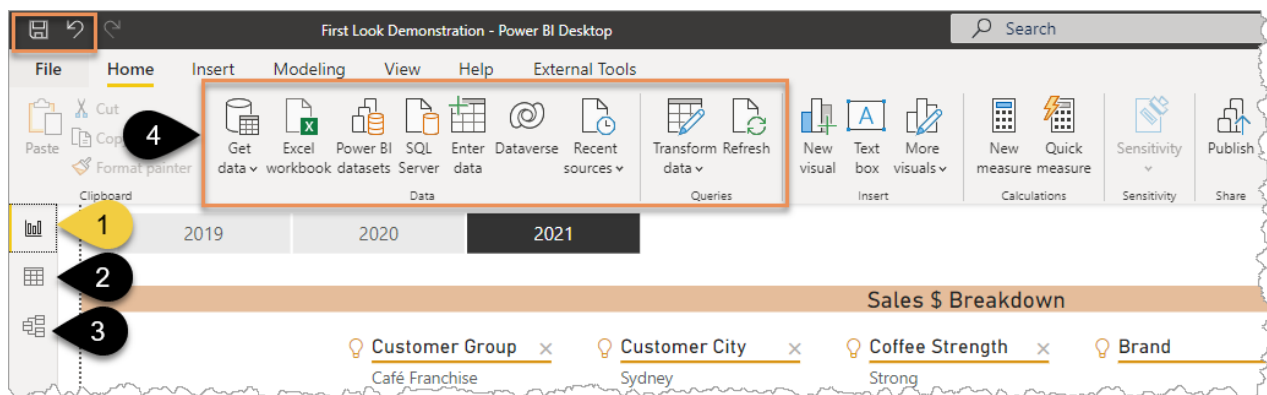 First Look Demonstration - Power BI Desktop
Search
File Home Insert Modeling View Help External Tools
Cut
4
Paste
Format painter
Get data
Excel workbook
Power BI datasets
SQL Server
Enter data
Dataverse
Recent sources
Transform data
Refresh
New visual
Text box
More visuals
New measure
Quick measure
Sensitivity
Publish
Clipboard Data Queries Insert Calculations Sensitivity Share
1
2019 2020 2021
2
Sales $ Breakdown
3
Customer Group Customer City Coffee Strength Brand
Café Franchise Sydney Strong